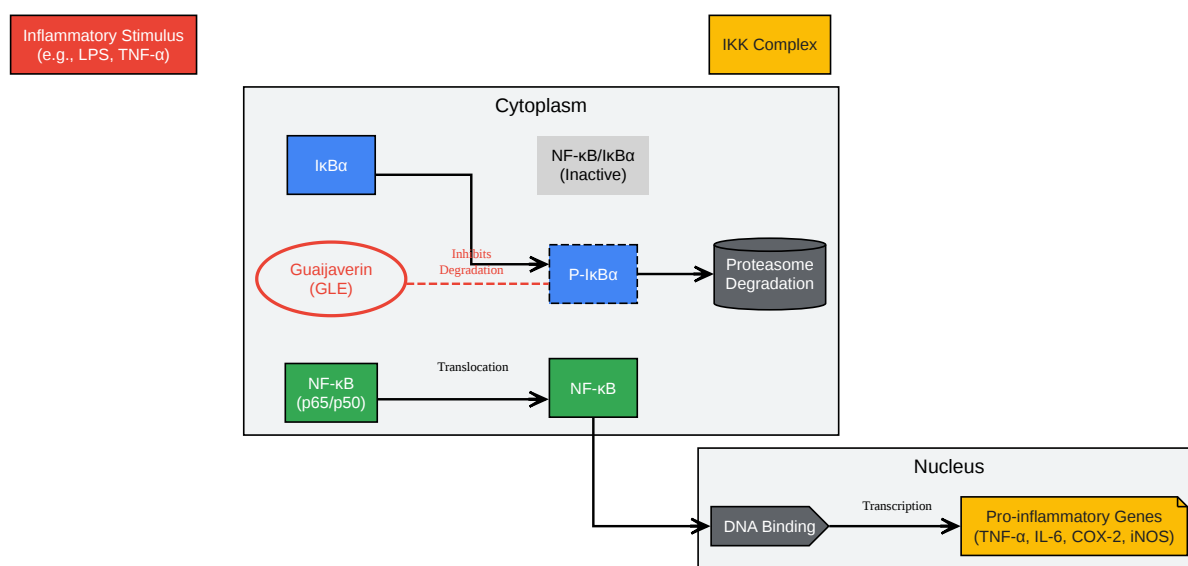 Inflammatory Stimulus
(e.g., LPS, TNF-α)
IKK Complex
Cytoplasm
IκBα
NF-κB/IκBα
(Inactive)
Guaijaverin
(GLE)
Inhibits
Degradation
P-IκBα
Proteasome
Degradation
NF-κB
(p65/p50)
Translocation
NF-κB
Nucleus
DNA Binding
Transcription
Pro-inflammatory Genes
(TNF-α, IL-6, COX-2, iNOS)